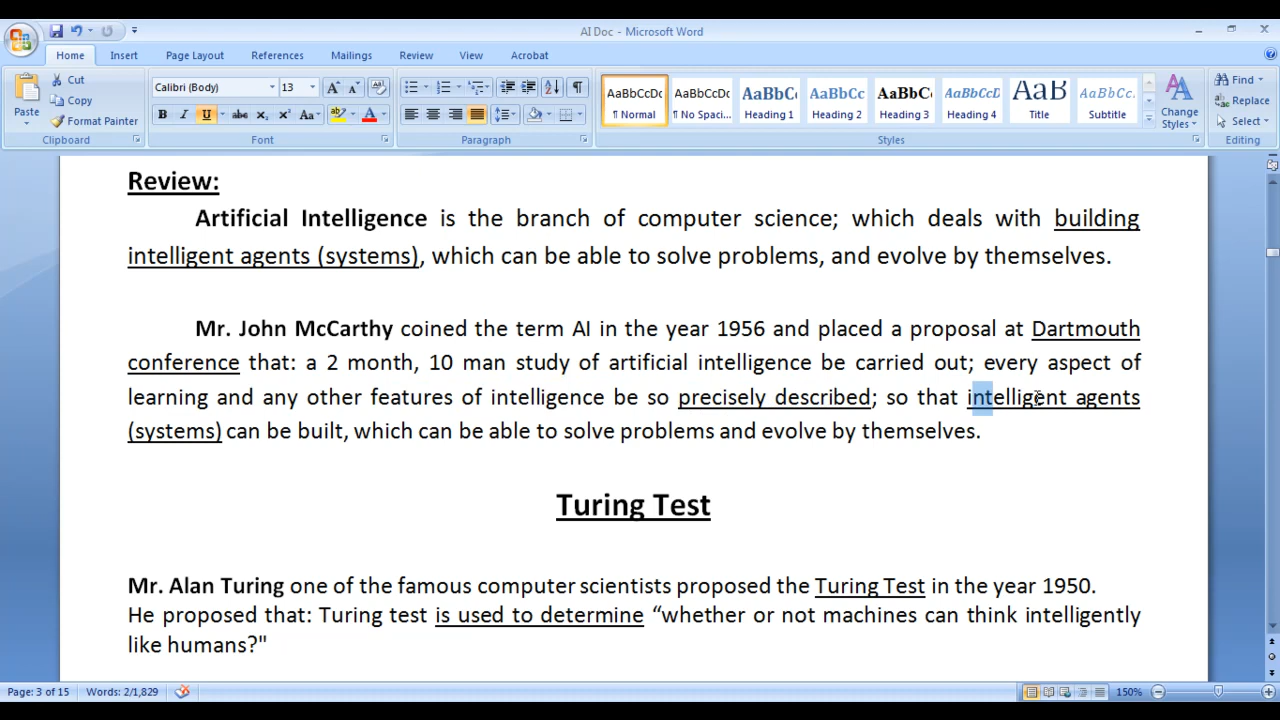 AI Doc - Microsoft Word
Home Insert Page Layout References Mailings Review View Acrobat
Paste
Cut
Copy
Format Painter
Calibri (Body) 13
B I U abc X₂ X² Aa
AaBbCcDc AaBbCcDc AaBbC AaBbCc AaBbCc AaBbCcD AaB AaBbCc.
¶ Normal ¶ No Spaci... Heading 1 Heading 2 Heading 3 Heading 4 Title Subtitle
Change Styles
Find
Replace
Select
Clipboard Font Paragraph Styles Editing
Review:
Artificial Intelligence is the branch of computer science; which deals with building
intelligent agents (systems), which can be able to solve problems, and evolve by themselves.
Mr. John McCarthy coined the term AI in the year 1956 and placed a proposal at Dartmouth
conference that: a 2 month, 10 man study of artificial intelligence be carried out; every aspect of
learning and any other features of intelligence be so precisely described; so that intelligent agents
(systems) can be built, which can be able to solve problems and evolve by themselves.
Turing Test
Mr. Alan Turing one of the famous computer scientists proposed the Turing Test in the year 1950.
He proposed that: Turing test is used to determine “whether or not machines can think intelligently
like humans?"
Page: 3 of 15 Words: 2/1,829 150%